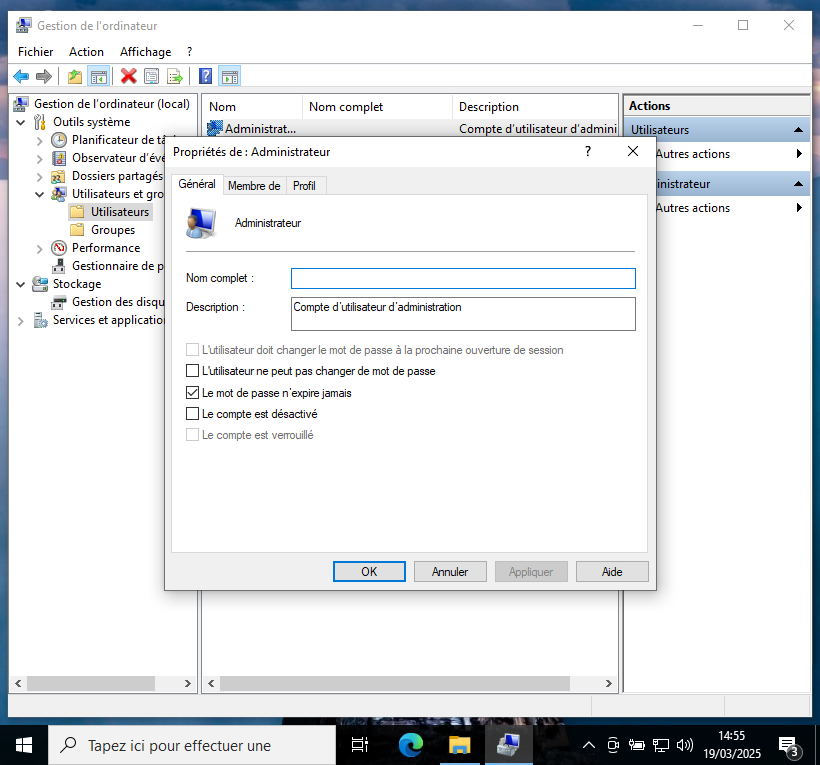 Gestion de l'ordinateur
Fichier Action Affichage ?
Gestion de l'ordinateur (local)
Outils système
Planificateur de tâ
Observateur d'évé
Dossiers partagés
Utilisateurs et gro
Utilisateurs
Groupes
Performance
Gestionnaire de p
Stockage
Gestion des disqu
Services et application
Nom Nom complet Description
Administrat... Compte d'utilisateur d'admini
Actions
Utilisateurs
Autres actions
ministrateur
Autres actions
Propriétés de : Administrateur ?
Général Membre de Profil
Administrateur
Nom complet :
Description : Compte d'utilisateur d'administration
L'utilisateur doit changer le mot de passe à la prochaine ouverture de session
L'utilisateur ne peut pas changer de mot de passe
Le mot de passe n'expire jamais
Le compte est désactivé
Le compte est verrouillé
OK Annuler Appliquer Aide
Tapez ici pour effectuer une
14:55
19/03/2025
3